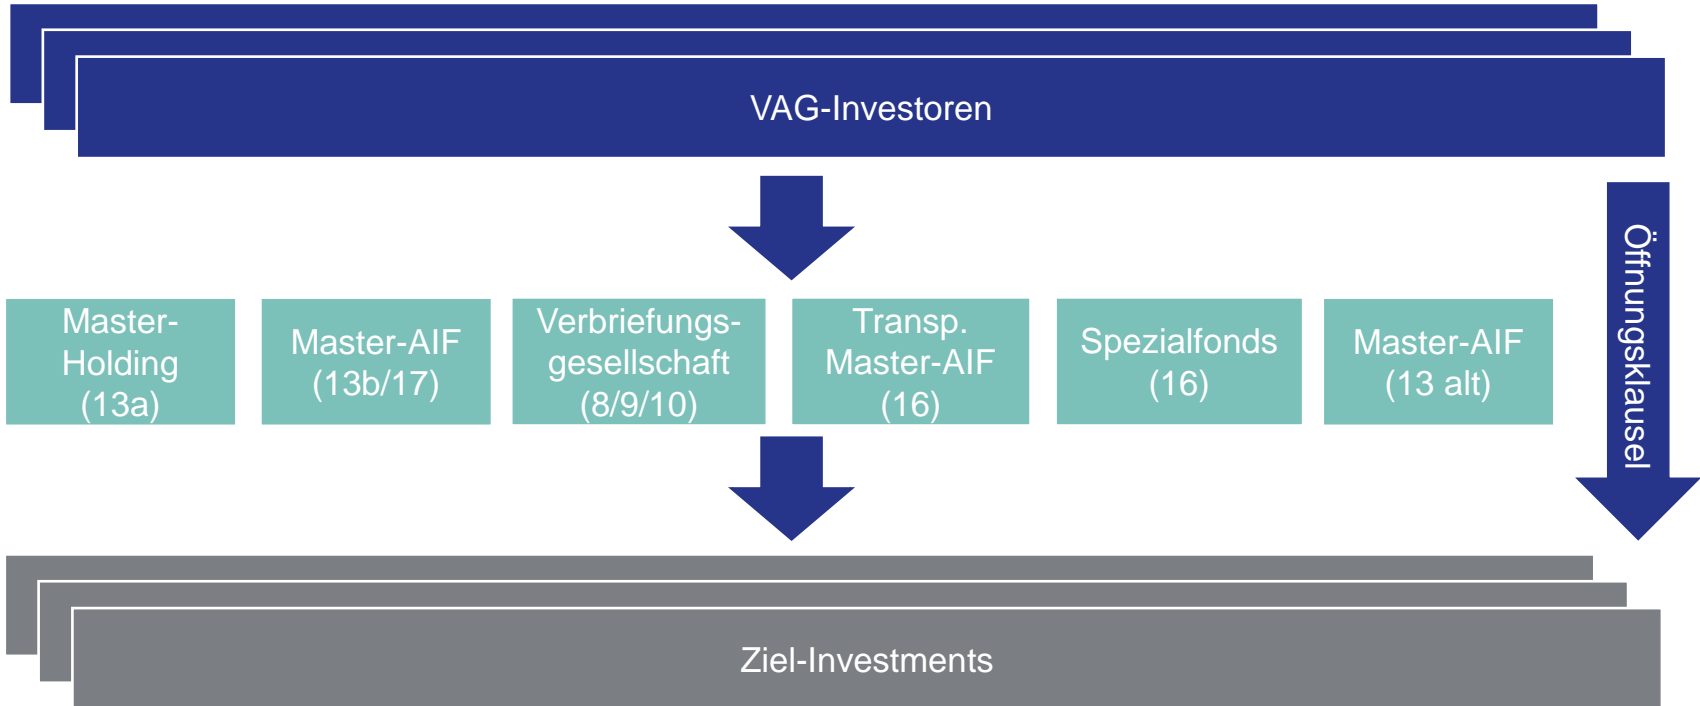 VAG-Investoren
Öffnungsklausel
Master-
Holding
(13a)
Master-AIF
(13b/17)
Verbriefungs-
gesellschaft
(8/9/10)
Transp.
Master-AIF
(16)
Spezialfonds
(16)
Master-AIF
(13 alt)
Ziel-Investments